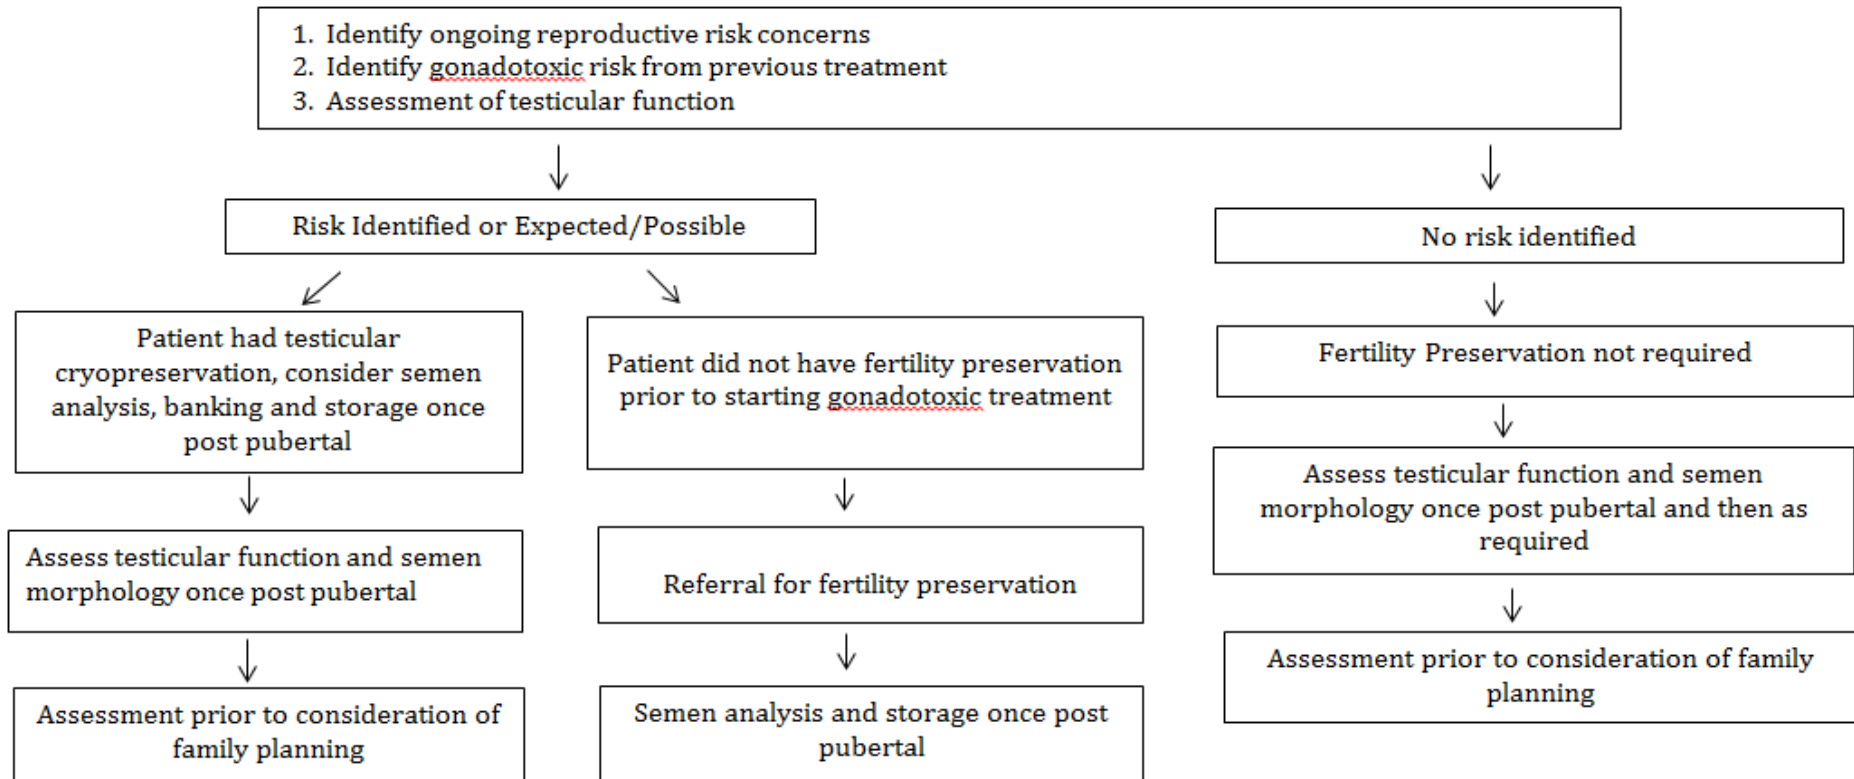 1. Identify ongoing reproductive risk concerns
2. Identify gonadotoxic risk from previous treatment
3. Assessment of testicular function
Risk Identified or Expected/Possible
No risk identified
Patient had testicular
cryopreservation, consider semen
analysis, banking and storage once
post pubertal
Patient did not have fertility preservation
prior to starting gonadotoxic treatment
Fertility Preservation not required
Assess testicular function and semen
morphology once post pubertal
Referral for fertility preservation
Assess testicular function and semen
morphology once post pubertal and then as
required
Assessment prior to consideration of
family planning
Semen analysis and storage once post
pubertal
Assessment prior to consideration of family
planning